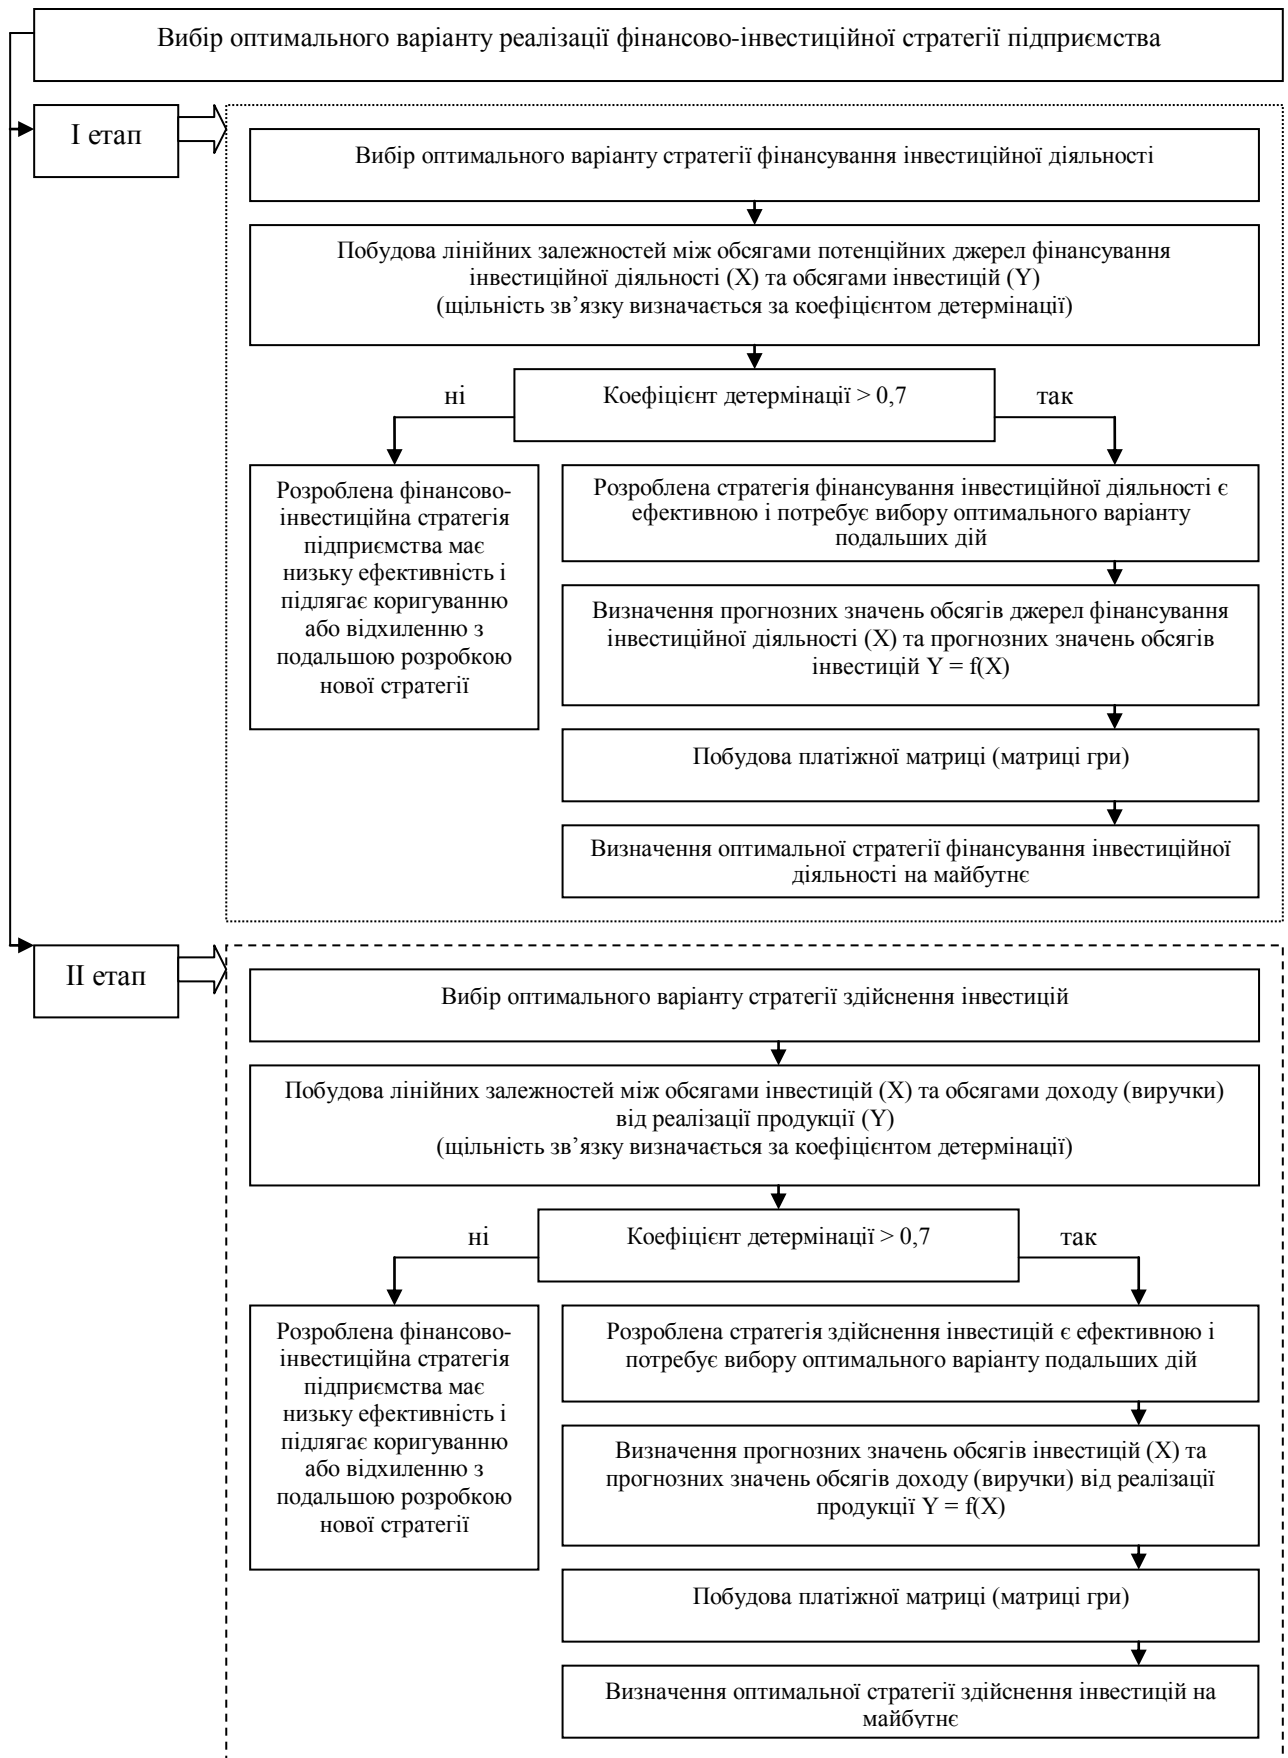 Вибір оптимального варіанту реалізації фінансово-інвестиційної стратегії підприємства
І етап
Вибір оптимального варіанту стратегії фінансування інвестиційної діяльності
Побудова лінійних залежностей між обсягами потенційних джерел фінансування
інвестиційної діяльності (X) та обсягами інвестицій (Y)
(щільність зв’язку визначається за коефіцієнтом детермінації)
ні
Коефіцієнт детермінації > 0,7
так
Розроблена фінансово-
інвестиційна стратегія
підприємства має
низьку ефективність і
підлягає коригуванню
або відхиленню з
подальшою розробкою
нової стратегії
Розроблена стратегія фінансування інвестиційної діяльності є
ефективною і потребує вибору оптимального варіанту
подальших дій
Визначення прогнозних значень обсягів джерел фінансування
інвестиційної діяльності (X) та прогнозних значень обсягів
інвестицій Y = f(X)
Побудова платіжної матриці (матриці гри)
Визначення оптимальної стратегії фінансування інвестиційної
діяльності на майбутнє
ІІ етап
Вибір оптимального варіанту стратегії здійснення інвестицій
Побудова лінійних залежностей між обсягами інвестицій (X) та обсягами доходу (виручки)
від реалізації продукції (Y)
(щільність зв’язку визначається за коефіцієнтом детермінації)
ні
Коефіцієнт детермінації > 0,7
так
Розроблена фінансово-
інвестиційна стратегія
підприємства має
низьку ефективність і
підлягає коригуванню
або відхиленню з
подальшою розробкою
нової стратегії
Розроблена стратегія здійснення інвестицій є ефективною і
потребує вибору оптимального варіанту подальших дій
Визначення прогнозних значень обсягів інвестицій (X) та
прогнозних значень обсягів доходу (виручки) від реалізації
продукції Y = f(X)
Побудова платіжної матриці (матриці гри)
Визначення оптимальної стратегії здійснення інвестицій на
майбутнє